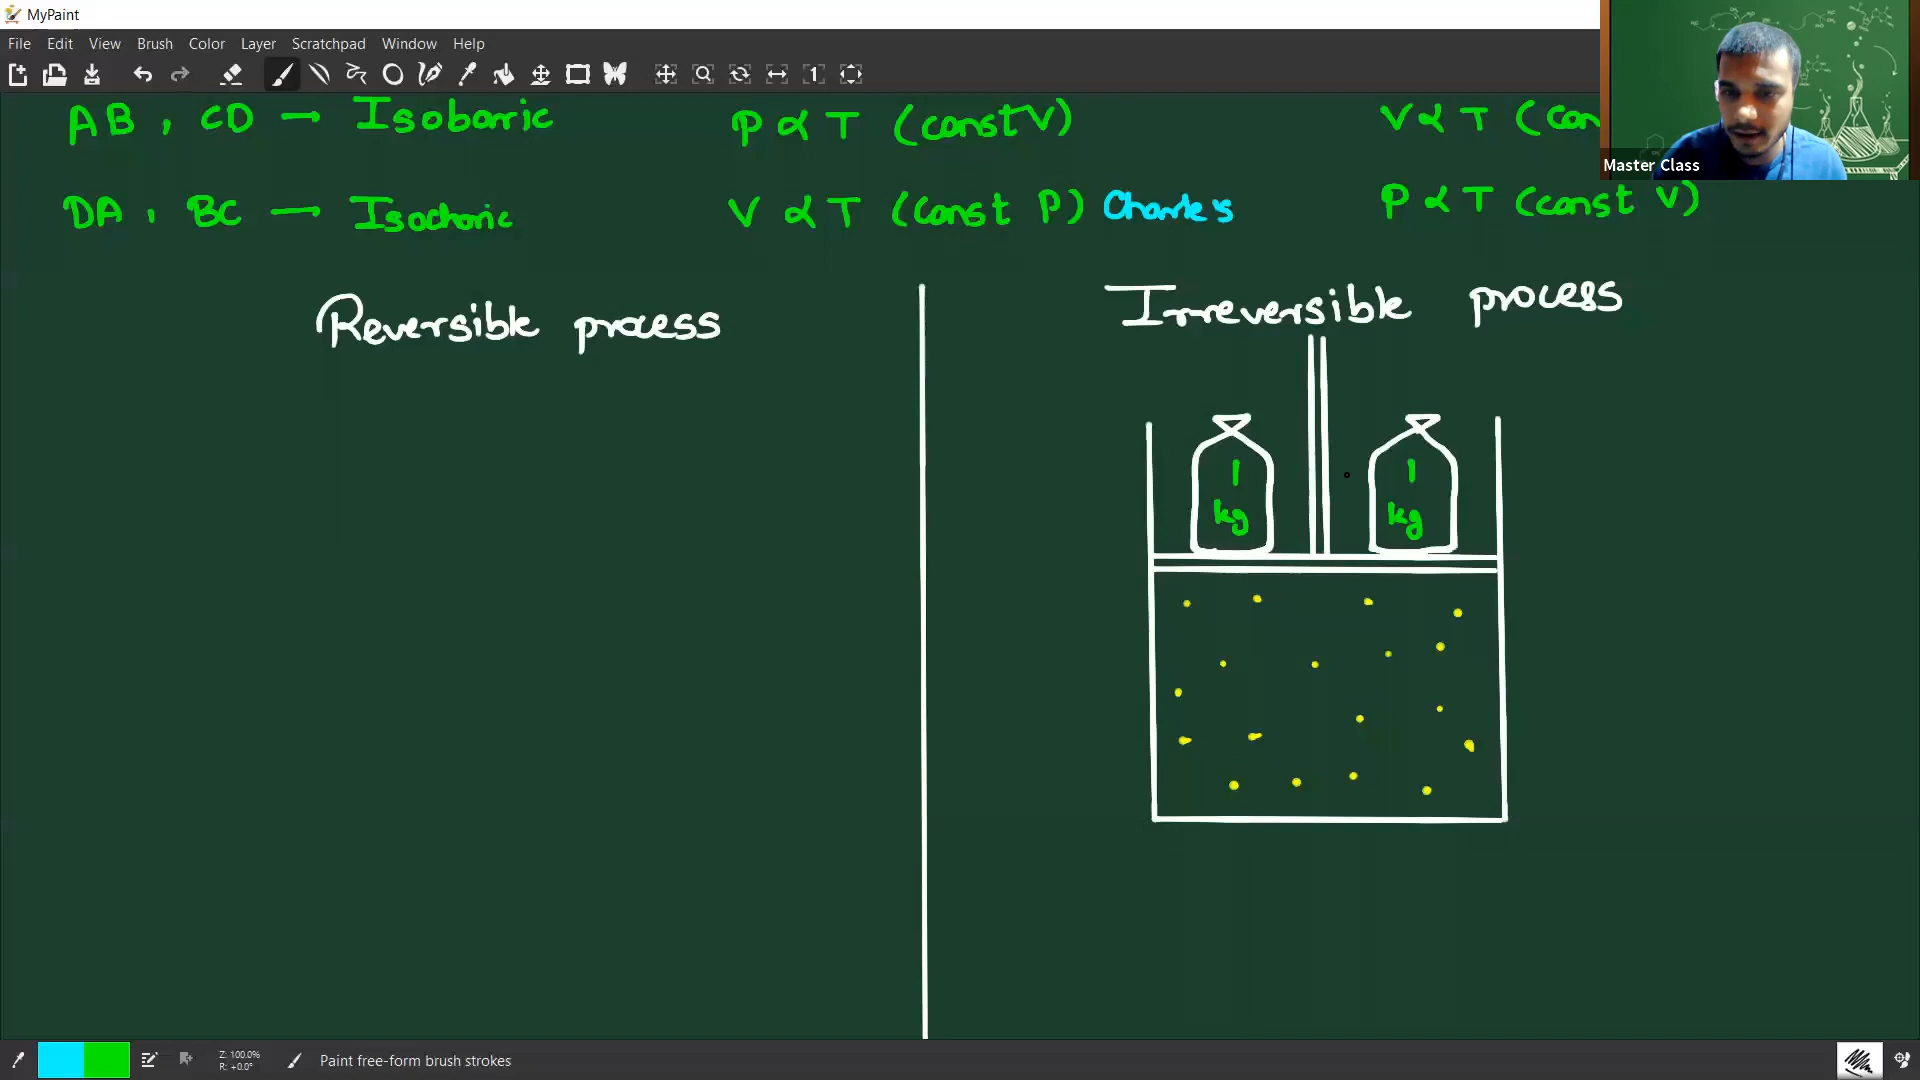 MyPaint
File Edit View Brush Color Layer Scratchpad Window Help
Master Class
AB , CD — Isobaric P α T (const V) V α T (con
DA , BC — Isochoric V α T (const P) Charle's P α T (const V)
Reversible process
Irreversible process
1 kg
1 kg
Z: 100.0%
R: +0.0°
Paint free-form brush strokes